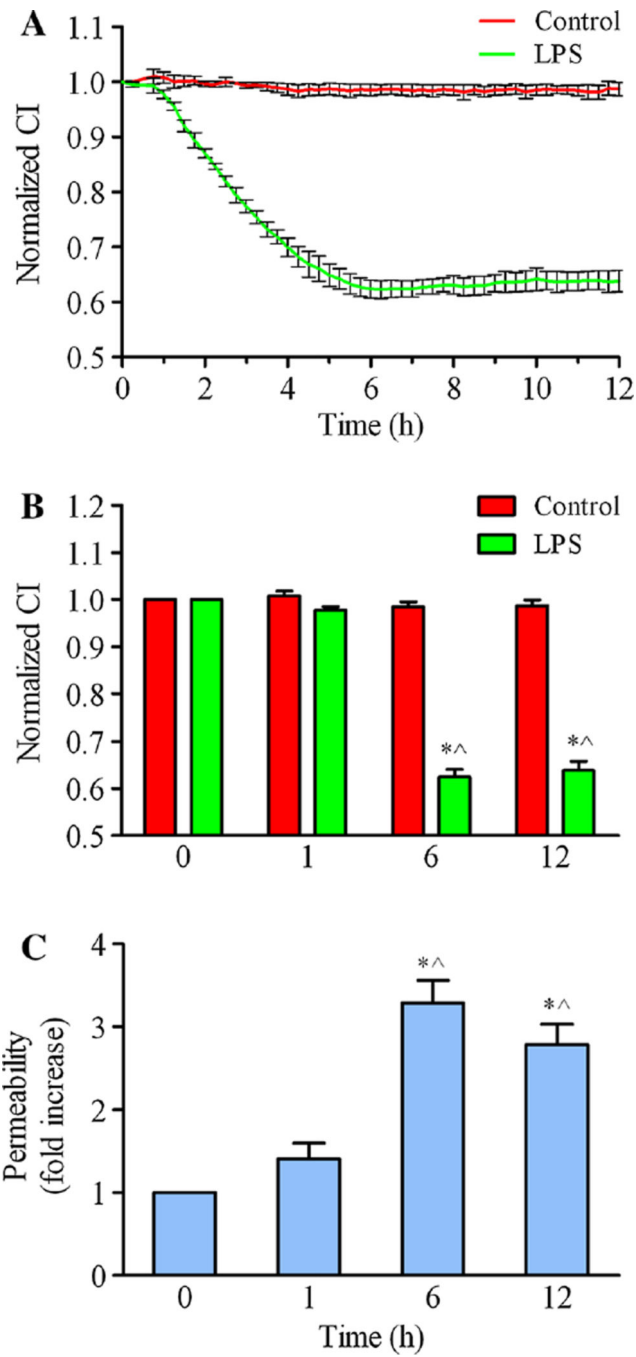 A
1.1
1.0
0.9
0.8
0.7
0.6
0.5
Normalized CI
Control
LPS
0 2 4 6 8 10 12
Time (h)
B
1.2
1.1
1.0
0.9
0.8
0.7
0.6
0.5
Normalized CI
Control
LPS
*^ *^
0 1 6 12
C
4
3
2
1
0
Permeability
(fold increase)
*^ *^
0 1 6 12
Time (h)